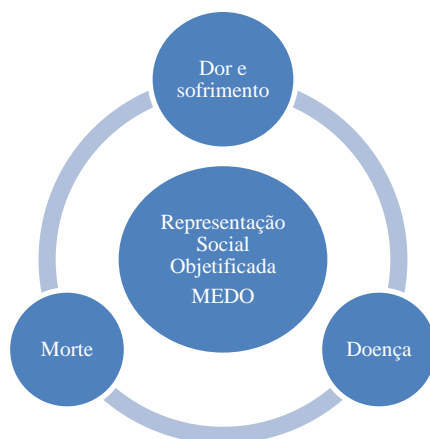 Dor e
sofrimento
Representação
Social
Objetificada
MEDO
Morte
Doença